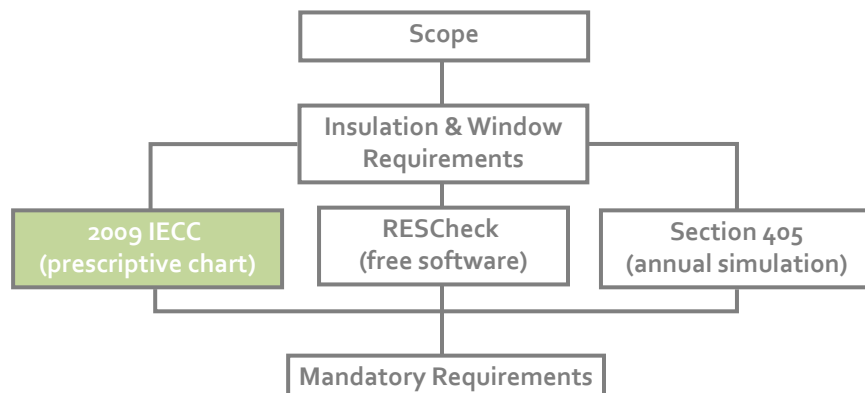 Scope
Insulation & Window
Requirements
2009 IECC
(prescriptive chart)
RESCheck
(free software)
Section 405
(annual simulation)
Mandatory Requirements